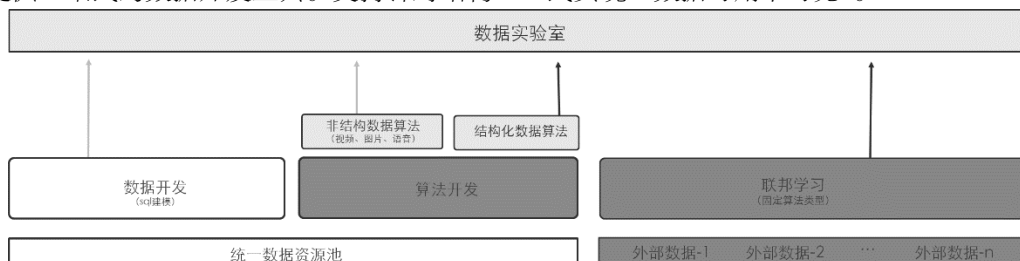 数据实验室
非结构数据算法
(视频、图片、语音)
结构化数据算法
数据开发
(sql建模)
算法开发
联邦学习
(固定算法类型)
统一数据资源池
外部数据-1 外部数据-2 … 外部数据-n